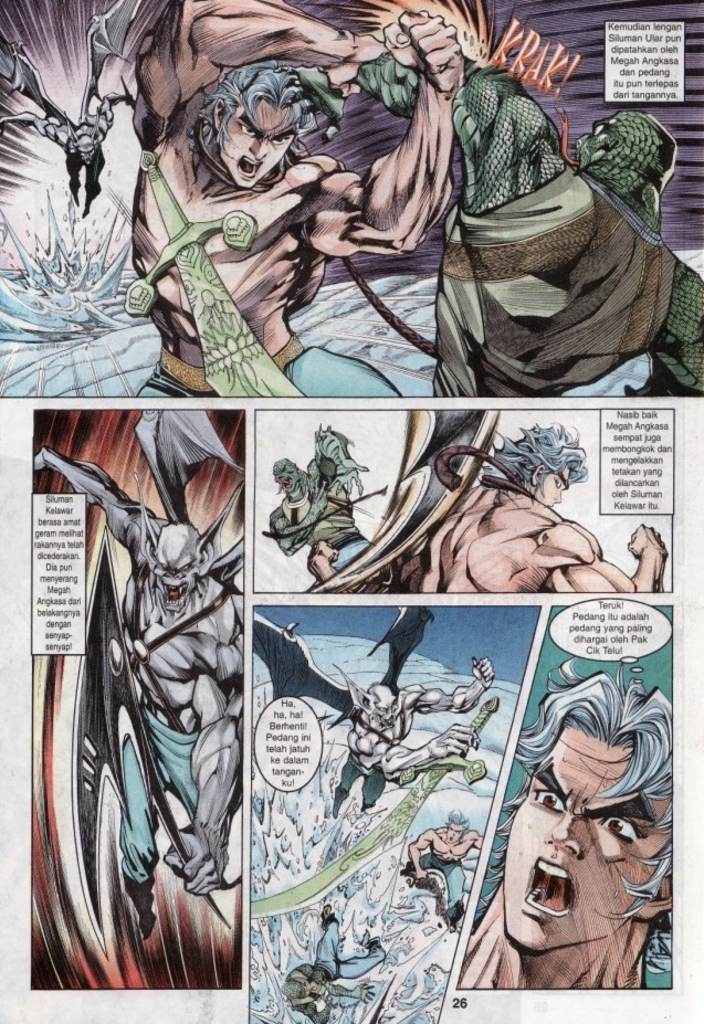 Kemudian lengan
Siluman Ular pun
dipatahkan oleh
Megah Angkasa
dan pedang
itu pun terlepas
dari tangannya.
KRAK!
Siluman
Kelawar
berasa amat
geram melihat
rakannya telah
dicederakan.
Dia pun
menyerang
Megah
Angkasa dari
belakangnya
dengan
senyap-
senyap!
Nasib baik
Megah Angkasa
sempat juga
membongkok dan
mengelakkan
tetakan yang
dilancarkan
oleh Siluman
Kelawar itu.
Ha,
ha, ha!
Berhenti!
Pedang ini
telah jatuh
ke dalam
tangan-
ku!
Teruk!
Pedang itu adalah
pedang yang paling
dihargai oleh Pak
Cik Telu!
26